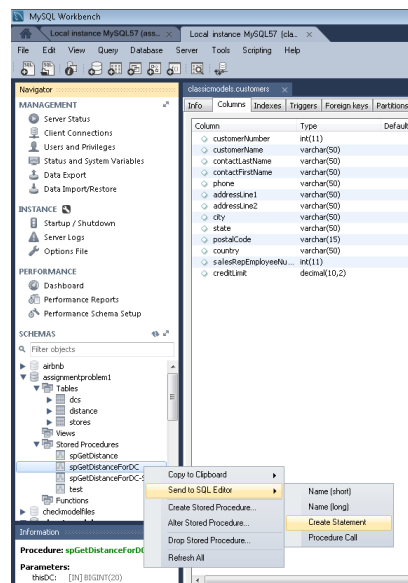 MySQL Workbench
Local instance MySQL57 (ass... ×
Local instance MySQL57 (cla... ×
File Edit View Query Database Server Tools Scripting Help
Navigator
MANAGEMENT
Server Status
Client Connections
Users and Privileges
Status and System Variables
Data Export
Data Import/Restore
INSTANCE
Startup / Shutdown
Server Logs
Options File
PERFORMANCE
Dashboard
Performance Reports
Performance Schema Setup
SCHEMAS
Filter objects
airbnb
assignmentproblem1
Tables
dcs
distance
stores
Views
Stored Procedures
spGetDistance
spGetDistanceForDC
spGetDistanceForDC-S
test
Functions
checkmodelfiles
Information
Procedure: spGetDistanceForDC
Parameters:
thisDC: [IN] BIGINT(20)
classicmodels.customers ×
Info Columns Indexes Triggers Foreign keys Partitions
Column Type Default
customerNumber int(11)
customerName varchar(50)
contactLastName varchar(50)
contactFirstName varchar(50)
phone varchar(50)
addressLine1 varchar(50)
addressLine2 varchar(50)
city varchar(50)
state varchar(50)
postalCode varchar(15)
country varchar(50)
salesRepEmployeeNu... int(11)
creditLimit decimal(10,2)
Copy to Clipboard
Send to SQL Editor
Create Stored Procedure...
Alter Stored Procedure...
Drop Stored Procedure...
Refresh All
Name (short)
Name (long)
Create Statement
Procedure Call